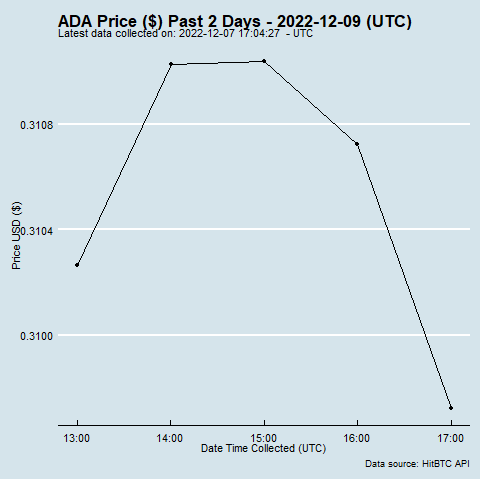 ADA Price ($) Past 2 Days - 2022-12-09 (UTC)
Latest data collected on: 2022-12-07 17:04:27  - UTC
0.3108
0.3104
0.3100
Price USD ($)
13:00 14:00 15:00 16:00 17:00
Date Time Collected (UTC)
Data source: HitBTC API